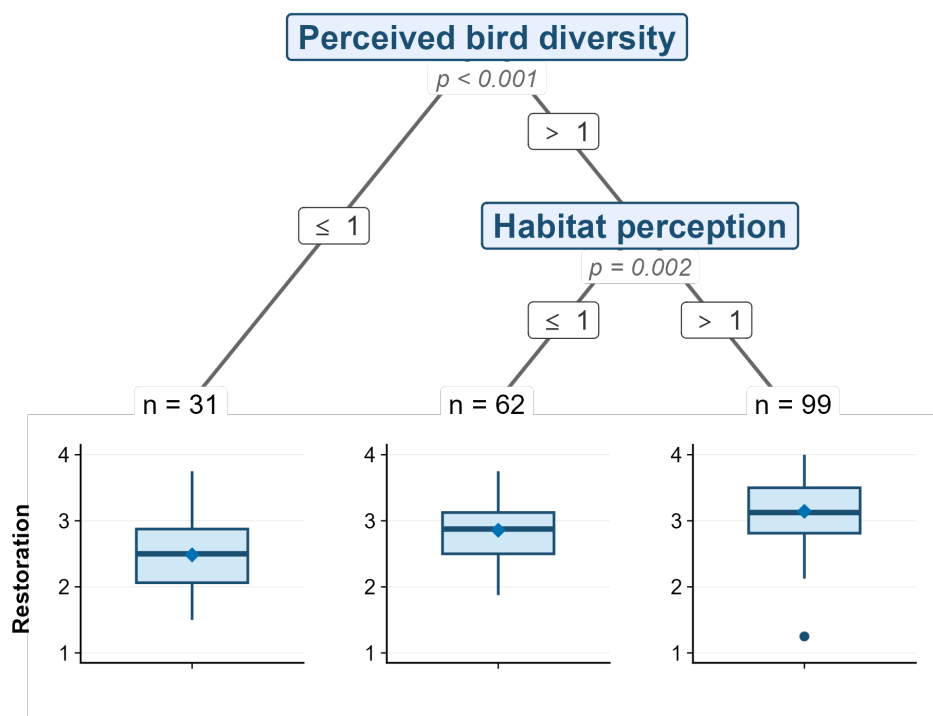 Perceived bird diversity
p < 0.001
> 1
≤ 1
Habitat perception
p = 0.002
≤ 1
> 1
n = 31
n = 62
n = 99
Restoration
4
3
2
1
4
3
2
1
4
3
2
1